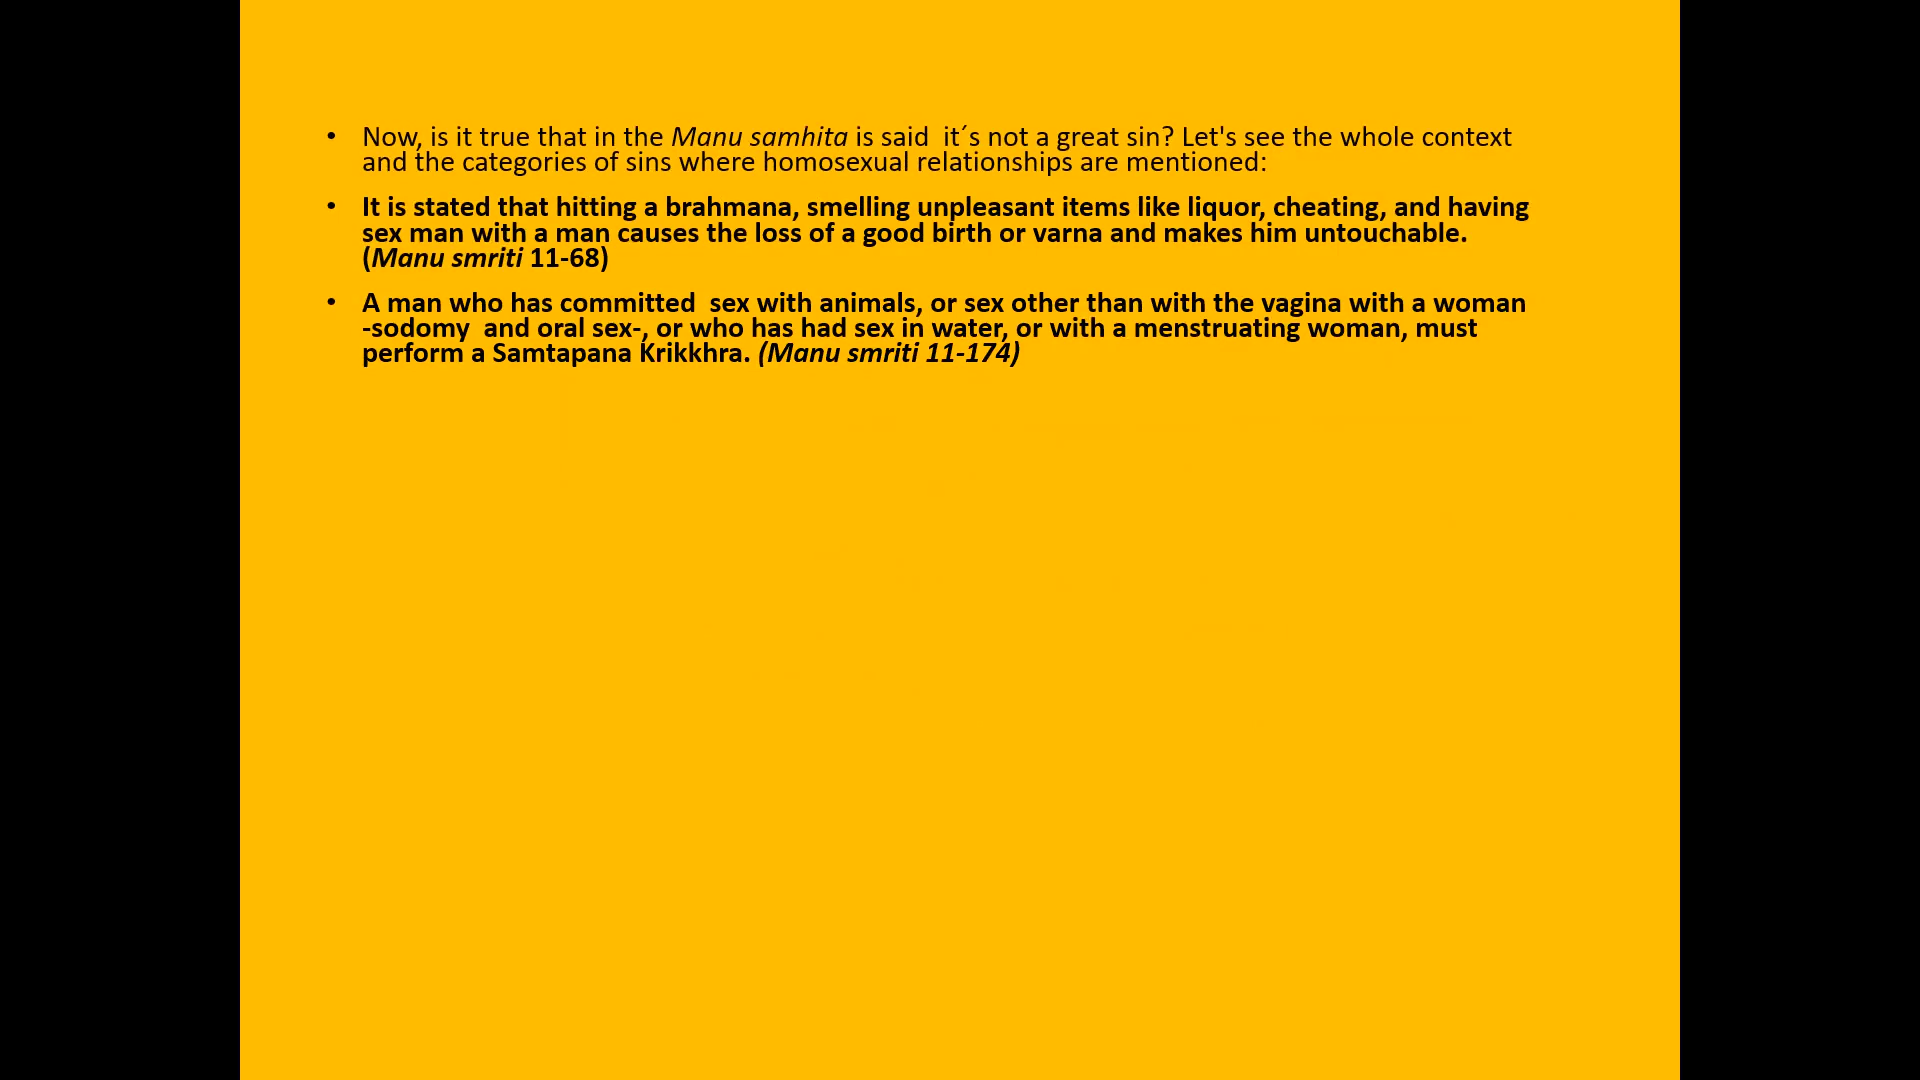 • Now, is it true that in the Manu samhita is said  it´s not a great sin? Let's see the whole context
and the categories of sins where homosexual relationships are mentioned:
• It is stated that hitting a brahmana, smelling unpleasant items like liquor, cheating, and having
sex man with a man causes the loss of a good birth or varna and makes him untouchable.
(Manu smriti 11-68)
• A man who has committed  sex with animals, or sex other than with the vagina with a woman
-sodomy  and oral sex-, or who has had sex in water, or with a menstruating woman, must
perform a Samtapana Krikkhra. (Manu smriti 11-174)